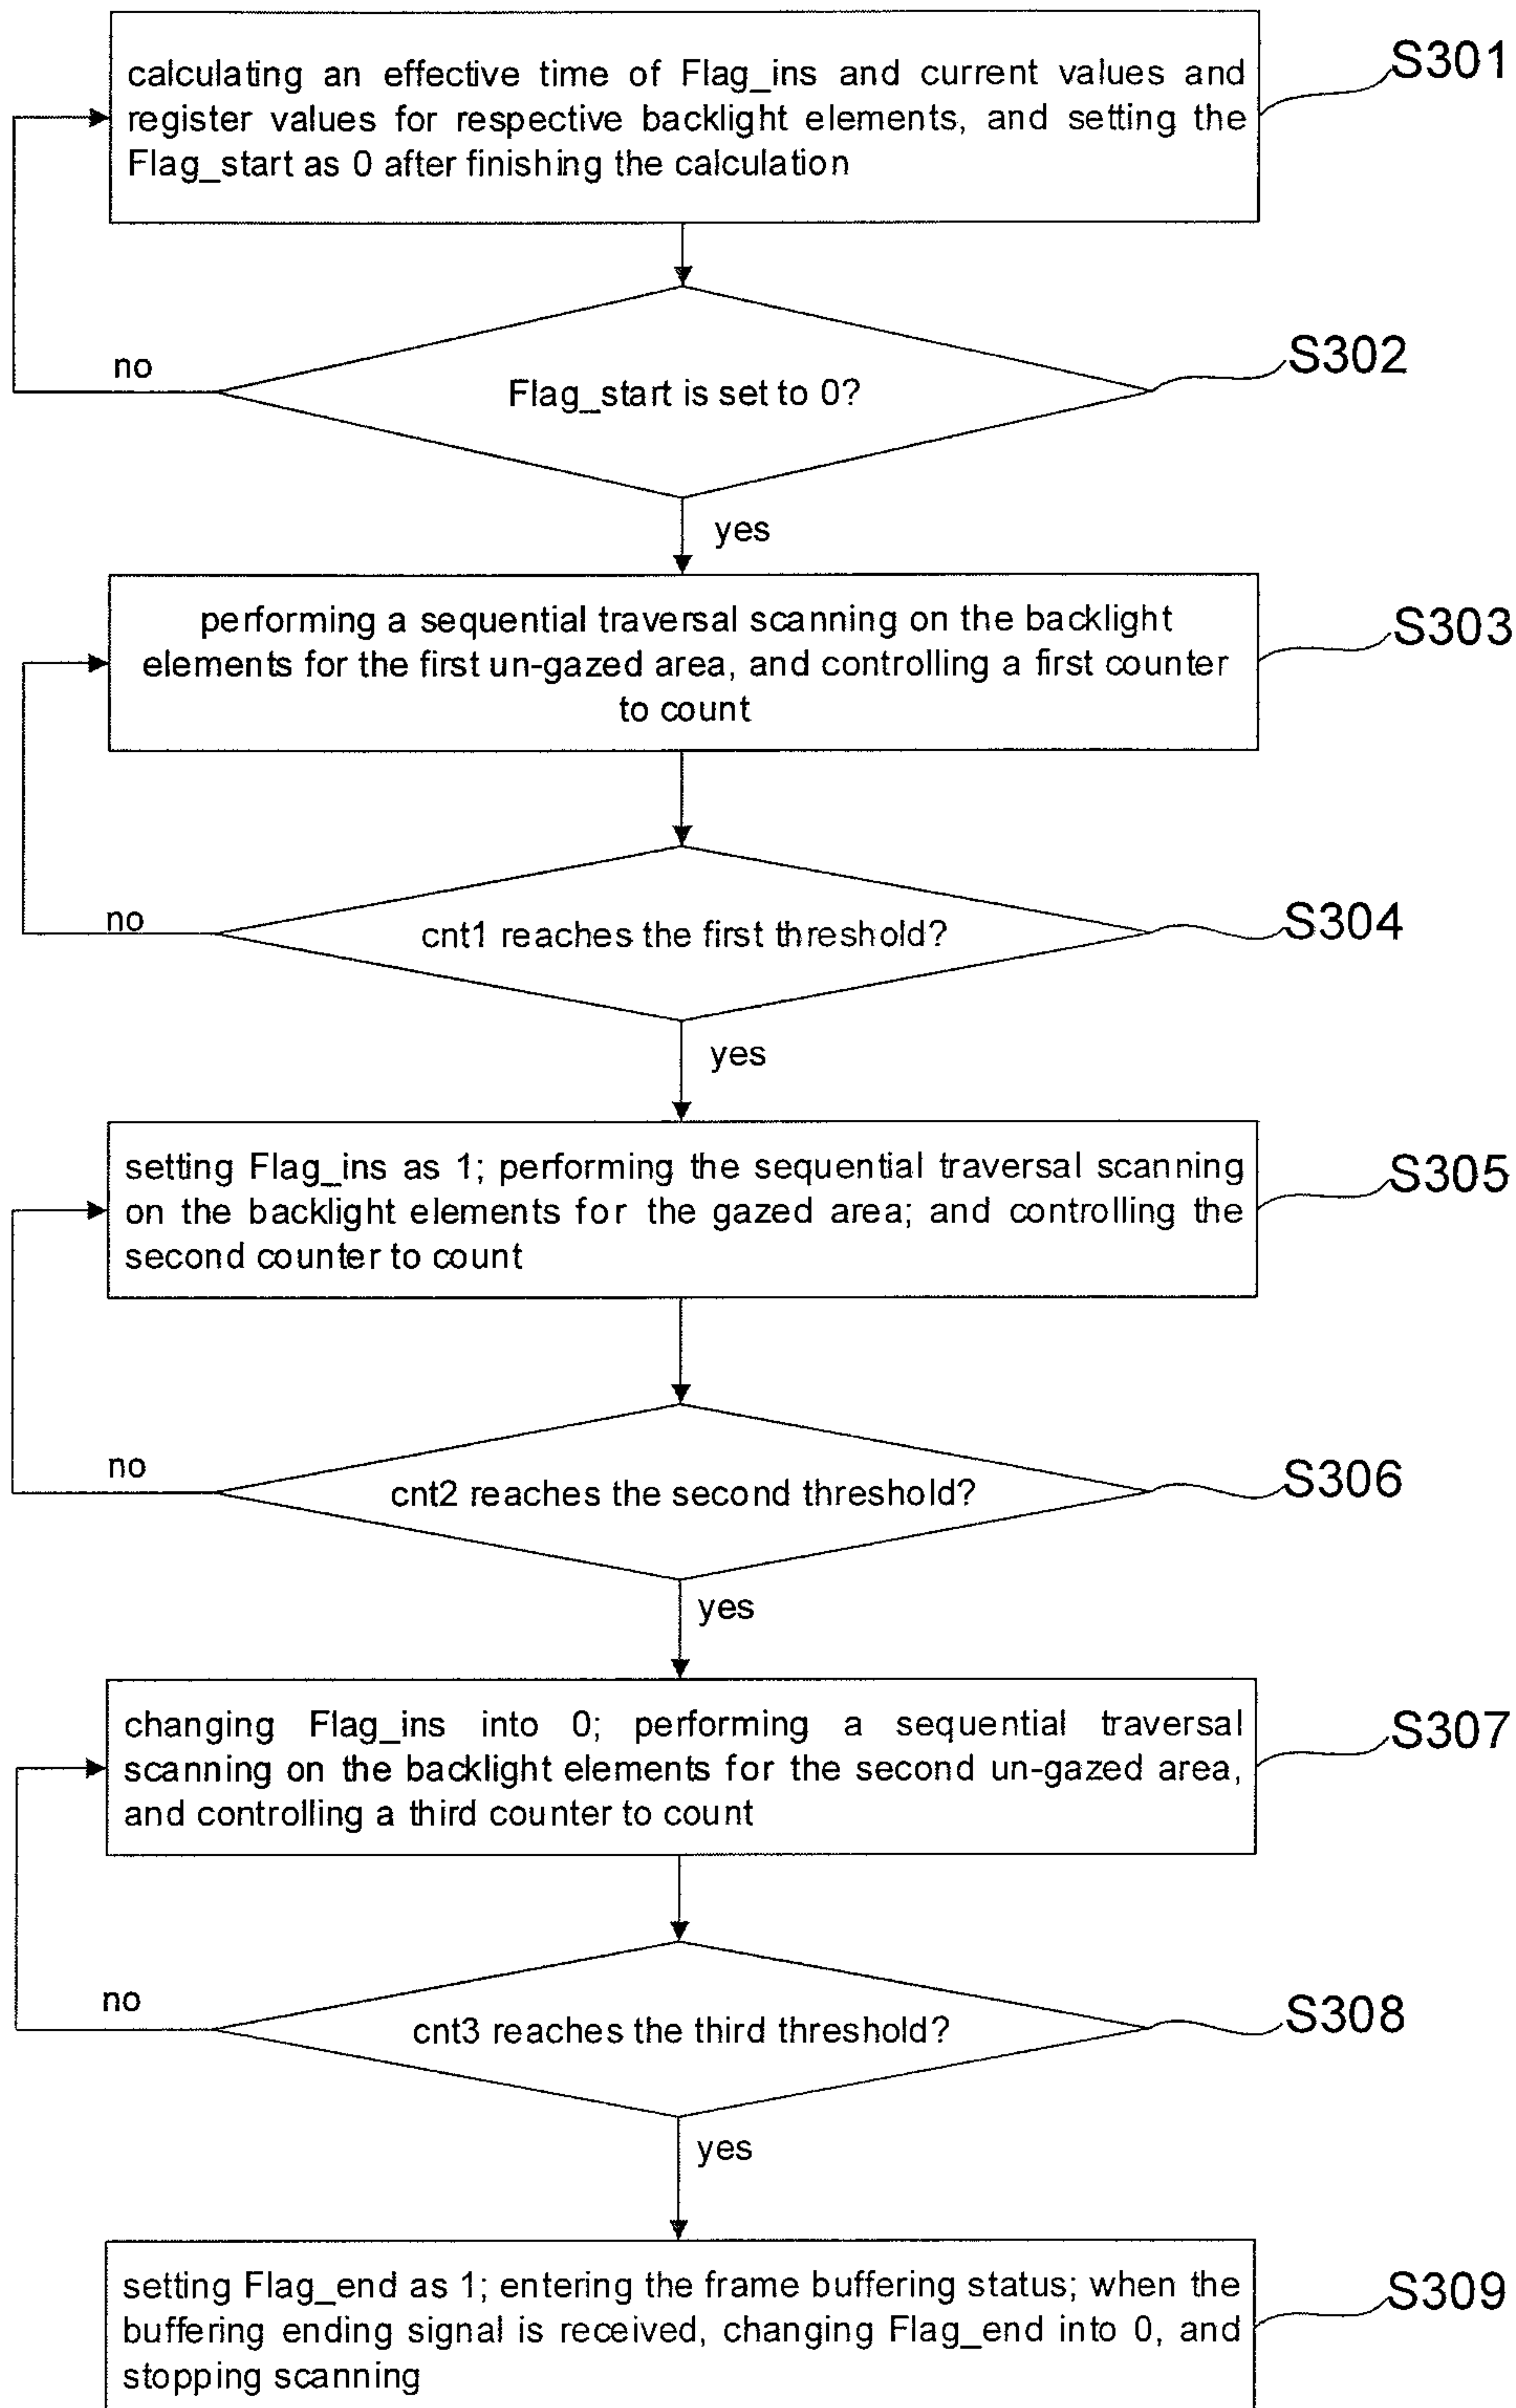 calculating an effective time of Flag_ins and current values and
register values for respective backlight elements, and setting the
Flag_start as 0 after finishing the calculation
S301
Flag_start is set to 0?
S302
no
yes
performing a sequential traversal scanning on the backlight
elements for the first un-gazed area, and controlling a first counter
to count
S303
cnt1 reaches the first threshold?
S304
no
yes
setting Flag_ins as 1; performing the sequential traversal scanning
on the backlight elements for the gazed area; and controlling the
second counter to count
S305
cnt2 reaches the second threshold?
S306
no
yes
changing Flag_ins into 0; performing a sequential traversal
scanning on the backlight elements for the second un-gazed area,
and controlling a third counter to count
S307
cnt3 reaches the third threshold?
S308
no
yes
setting Flag_end as 1; entering the frame buffering status; when the
buffering ending signal is received, changing Flag_end into 0, and
stopping scanning
S309